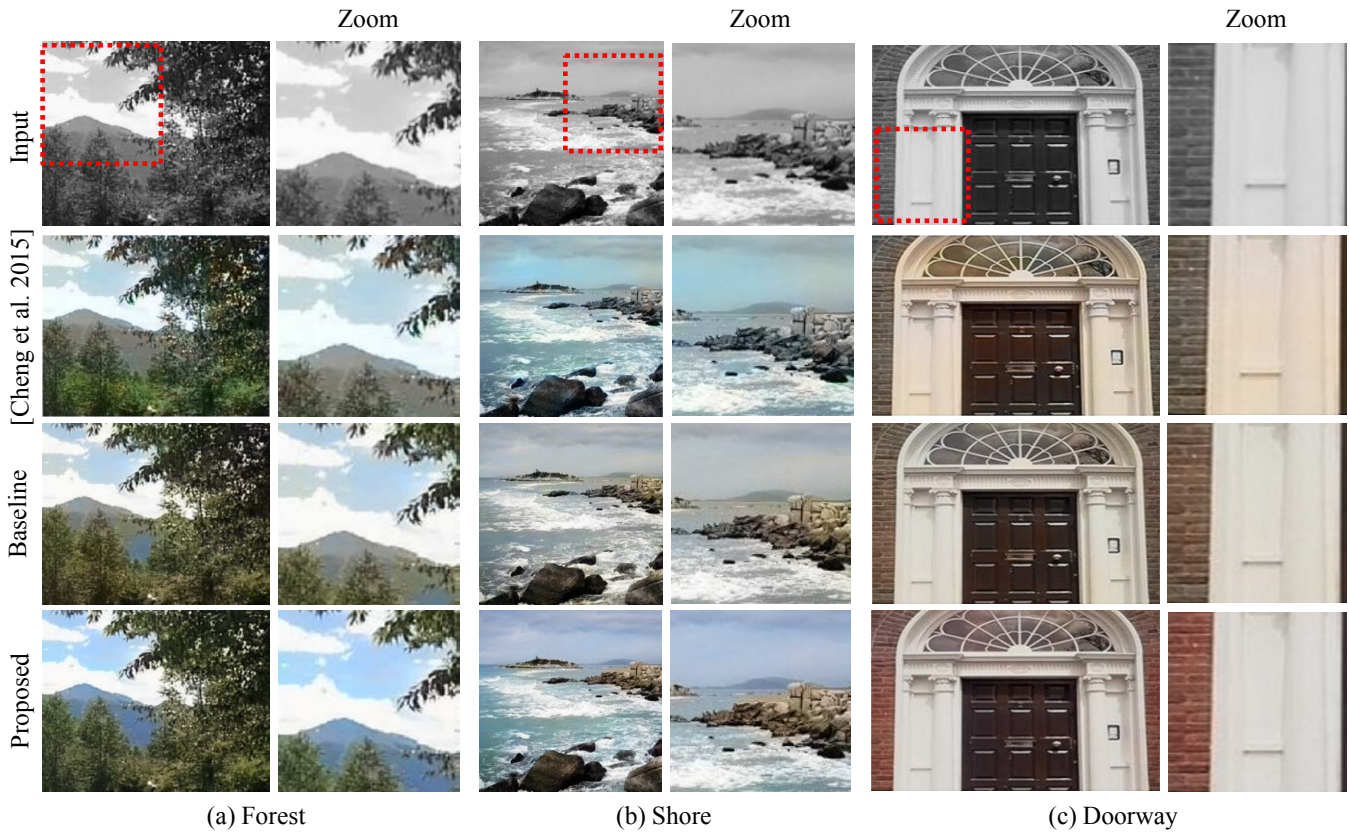 Zoom Zoom Zoom
Input
[Cheng et al. 2015]
Baseline
Proposed
(a) Forest (b) Shore (c) Doorway